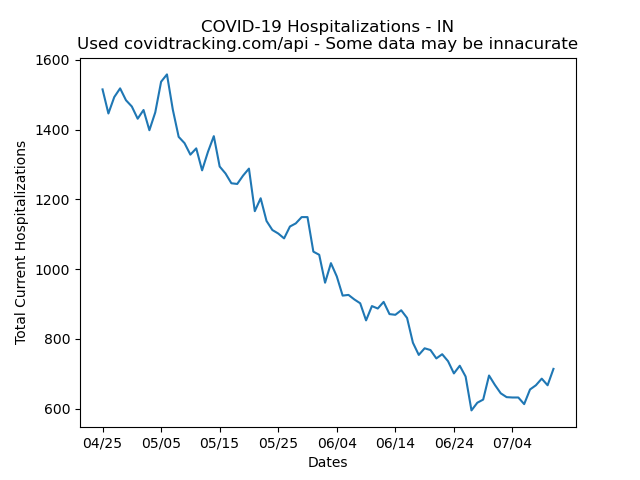 COVID-19 Hospitalizations - IN
Used covidtracking.com/api - Some data may be innacurate
1600
1400
1200
1000
800
600
Total Current Hospitalizations
04/25 05/05 05/15 05/25 06/04 06/14 06/24 07/04
Dates